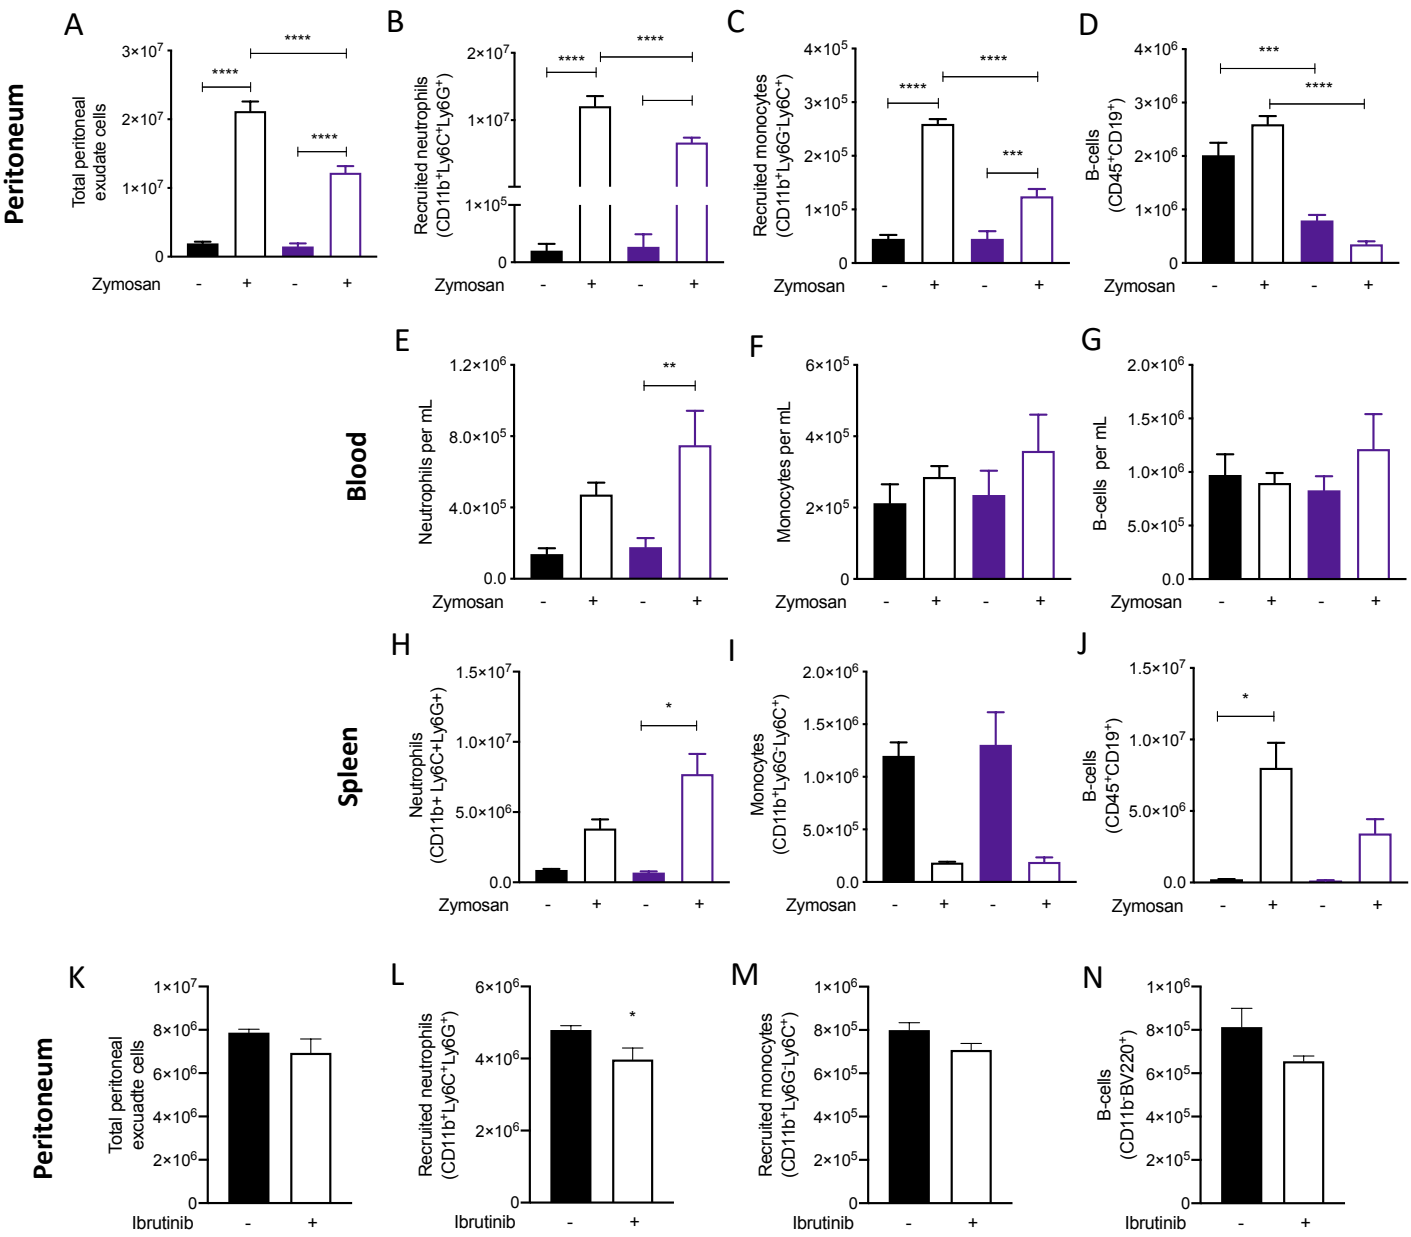 Peritoneum
A
Total peritoneal
exudate cells
3×10⁷
2×10⁷
1×10⁷
0
****
****
****
Zymosan - + - +
B
Recruited neutrophils
(CD11b⁺Ly6C⁺Ly6G⁺)
2×10⁷
1×10⁷
1×10⁵
0
****
****
Zymosan - + - +
C
Recruited monocytes
(CD11b⁺Ly6G⁻Ly6C⁺)
4×10⁵
3×10⁵
2×10⁵
1×10⁵
0
****
****
***
Zymosan - + - +
D
B-cells
(CD45⁺CD19⁺)
4×10⁶
3×10⁶
2×10⁶
1×10⁶
0
***
****
Zymosan - + - +
Blood
E
Neutrophils per mL
1.2×10⁶
8.0×10⁵
4.0×10⁵
0.0
**
Zymosan - + - +
F
Monocytes per mL
6×10⁵
4×10⁵
2×10⁵
0
Zymosan - + - +
G
B-cells per mL
2.0×10⁶
1.5×10⁶
1.0×10⁶
5.0×10⁵
0.0
Zymosan - + - +
Spleen
H
Neutrophils
(CD11b+ Ly6C+Ly6G+)
1.5×10⁷
1.0×10⁷
5.0×10⁶
0.0
*
Zymosan - + - +
I
Monocytes
(CD11b⁺Ly6G⁻Ly6C⁺)
2.0×10⁶
1.5×10⁶
1.0×10⁶
5.0×10⁵
0.0
Zymosan - + - +
J
B-cells
(CD45⁺CD19⁺)
1.5×10⁷
1.0×10⁷
5.0×10⁶
0.0
*
Zymosan - + - +
Peritoneum
K
Total peritoneal
excuadte cells
1×10⁷
8×10⁶
6×10⁶
4×10⁶
2×10⁶
0
Ibrutinib - +
L
Recruited neutrophils
(CD11b⁺Ly6C⁺Ly6G⁺)
6×10⁶
4×10⁶
2×10⁶
0
*
Ibrutinib - +
M
Recruited monocytes
(CD11b⁺Ly6G⁻Ly6C⁺)
1×10⁶
8×10⁵
6×10⁵
4×10⁵
2×10⁵
0
Ibrutinib - +
N
B-cells
(CD11b⁻BV220⁺)
1×10⁶
8×10⁵
6×10⁵
4×10⁵
2×10⁵
0
Ibrutinib - +